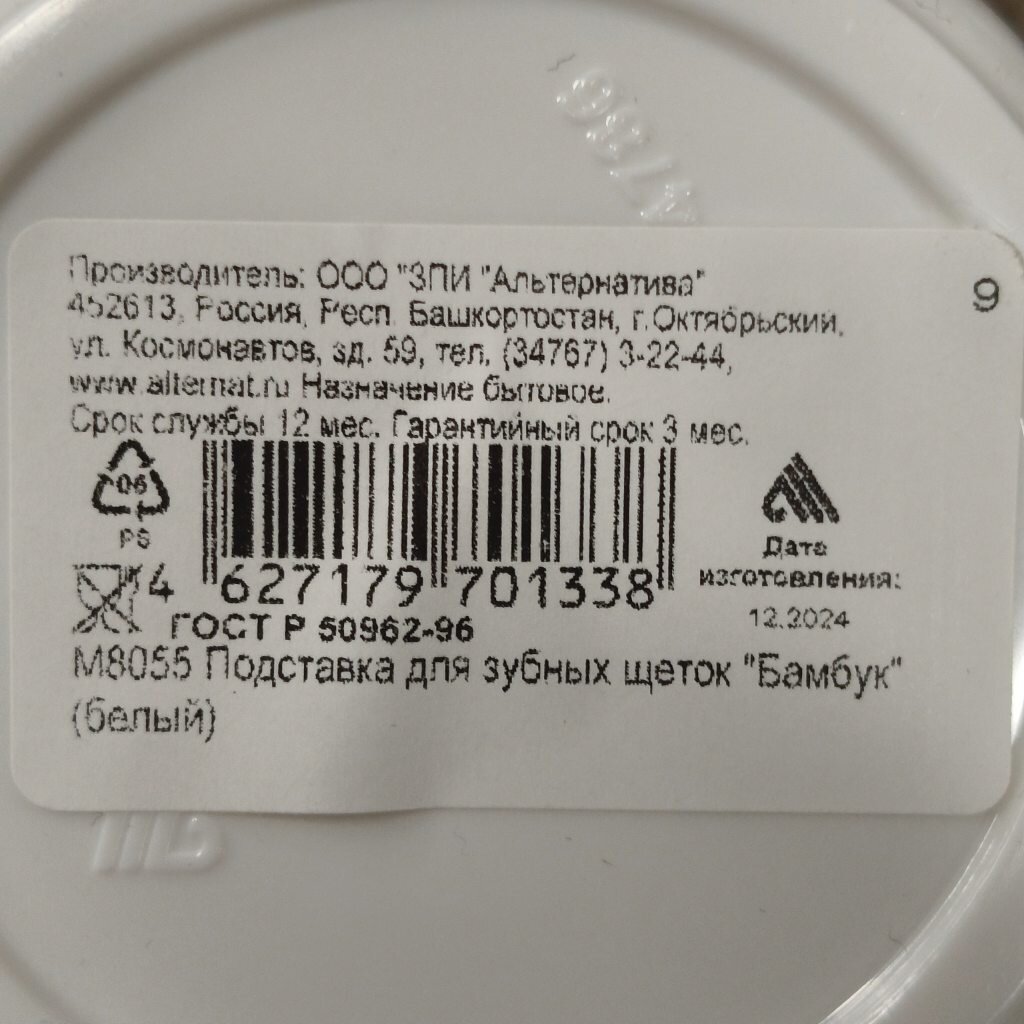 Производитель: ООО "ЗПИ "Альтернатива"
452613, Россия, Респ. Башкортостан, г.Октябрьский,
ул. Космонавтов, зд. 59, тел. (34767) 3-22-44,
www.alternat.ru Назначение бытовое.
Срок службы 12 мес. Гарантийный срок 3 мес.
9
06
PS
4 627179 701338
Дата
изготовления:
12.2024
ГОСТ Р 50962-96
М8055 Подставка для зубных щеток "Бамбук"
(белый)